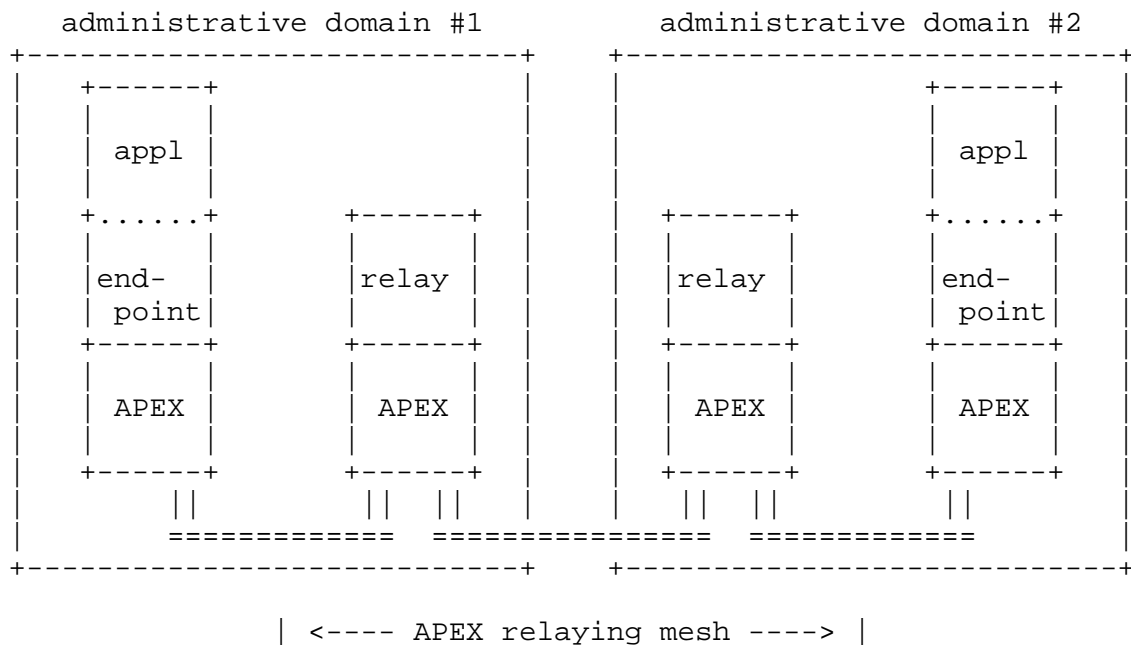 administrative domain #1 administrative domain #2
appl appl
end- relay relay end-
point point
APEX APEX APEX APEX
| <---- APEX relaying mesh ----> |